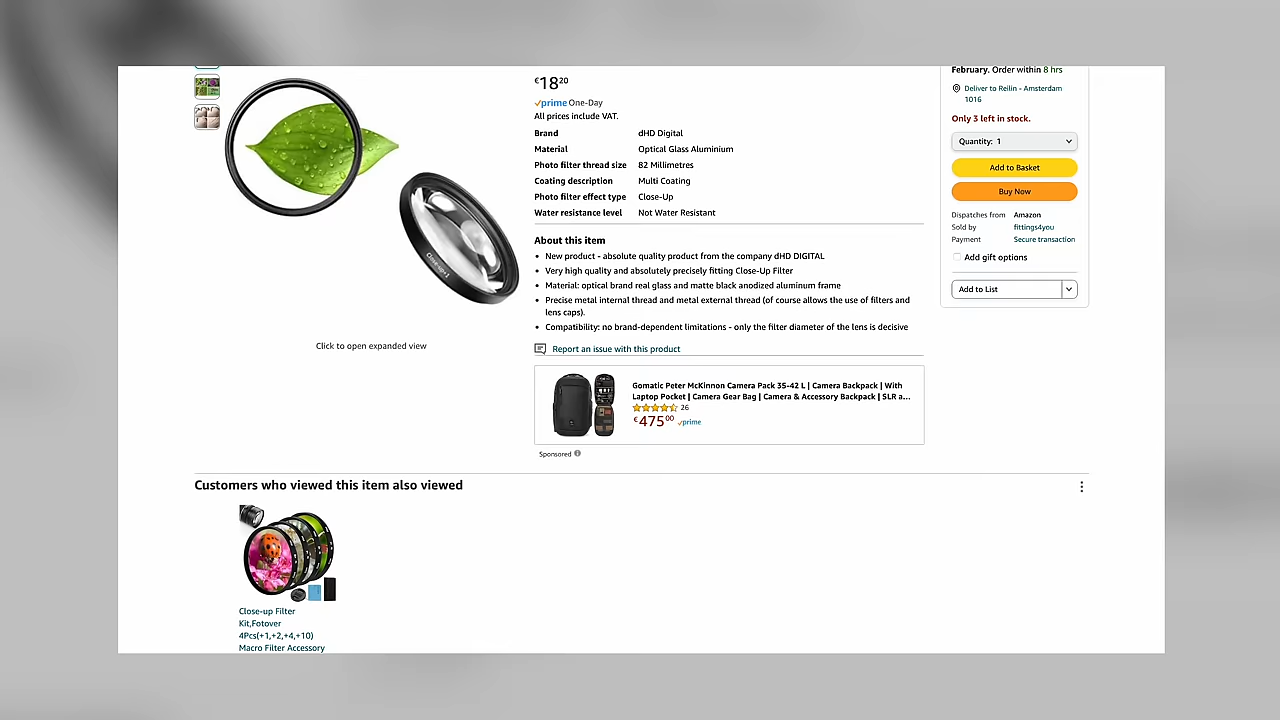 €18²⁰
prime One-Day
All prices include VAT.
Brand dHD Digital
Material Optical Glass Aluminium
Photo filter thread size 82 Millimetres
Coating description Multi Coating
Photo filter effect type Close-Up
Water resistance level Not Water Resistant
About this item
• New product - absolute quality product from the company dHD DIGITAL
• Very high quality and absolutely precisely fitting Close-Up Filter
• Material: optical brand real glass and matte black anodized aluminum frame
• Precise metal internal thread and metal external thread (of course allows the use of filters and
lens caps).
• Compatibility: no brand-dependent limitations - only the filter diameter of the lens is decisive
Report an issue with this product
Gomatic Peter McKinnon Camera Pack 35-42 L | Camera Backpack | With
Laptop Pocket | Camera Gear Bag | Camera & Accessory Backpack | SLR a...
26
€475⁰⁰ prime
Sponsored
February. Order within 8 hrs
Deliver to Reilin - Amsterdam
1016
Only 3 left in stock.
Quantity: 1
Add to Basket
Buy Now
Dispatches from Amazon
Sold by fittings4you
Payment Secure transaction
Add gift options
Add to List
Close-up+1
Click to open expanded view
Customers who viewed this item also viewed
Close-up Filter
Kit,Fotover
4Pcs(+1,+2,+4,+10)
Macro Filter Accessory